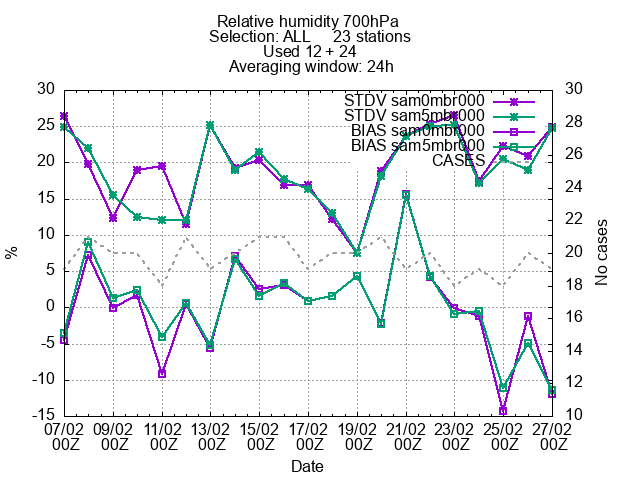 Relative humidity 700hPa
Selection: ALL 23 stations
Used 12 + 24
Averaging window: 24h
STDV sam0mbr000
STDV sam5mbr000
BIAS sam0mbr000
BIAS sam5mbr000
CASES
30
25
20
15
10
5
0
-5
-10
-15
%
30
28
26
24
22
20
18
16
14
12
10
No cases
07/02 09/02 11/02 13/02 15/02 17/02 19/02 21/02 23/02 25/02 27/02
00Z 00Z 00Z 00Z 00Z 00Z 00Z 00Z 00Z 00Z 00Z
Date